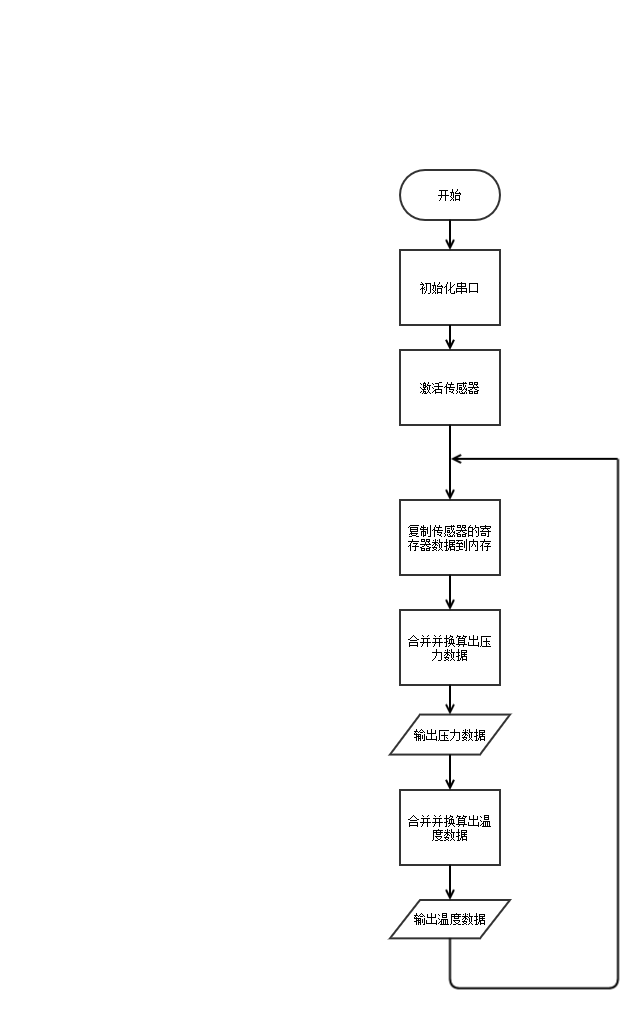 开始
初始化串口
激活传感器
复制传感器的寄
存器数据到内存
合并并换算出压
力数据
输出压力数据
合并并换算出温
度数据
输出温度数据